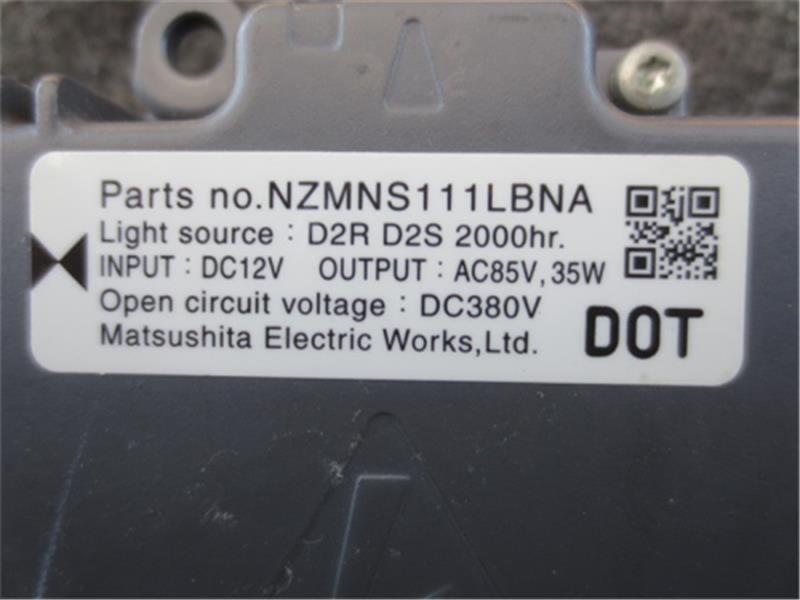 Parts no.NZMNS111LBNA
Light source : D2R D2S 2000hr.
INPUT : DC12V OUTPUT : AC85V,35W
Open circuit voltage : DC380V
Matsushita Electric Works,Ltd.
DOT